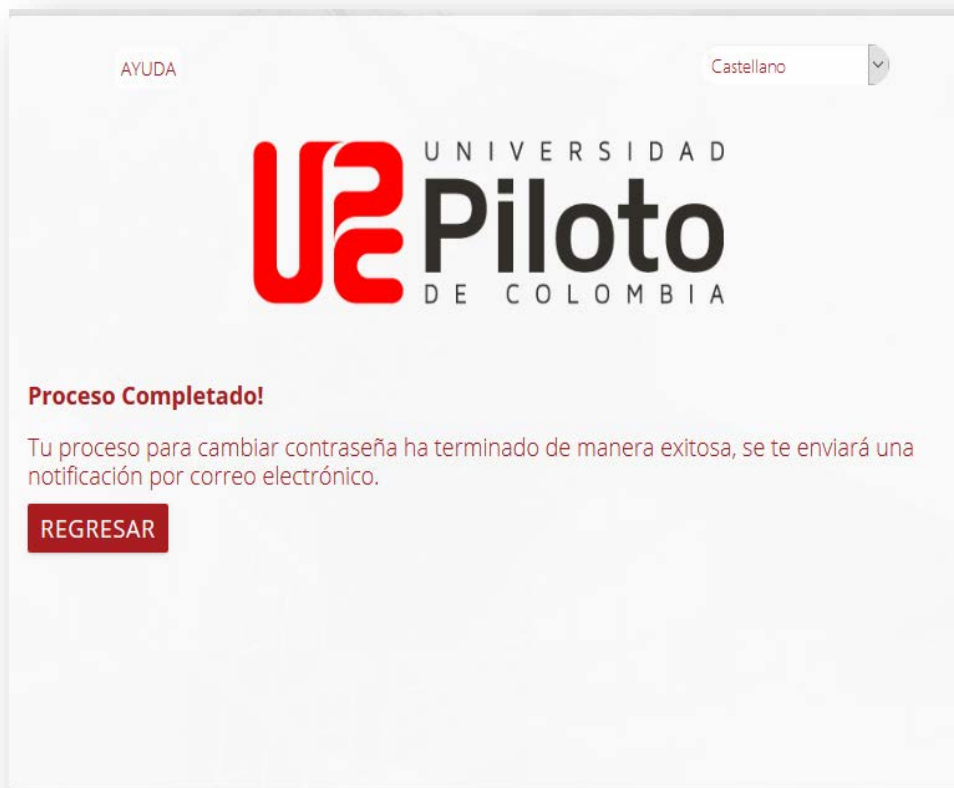 AYUDA
Castellano
UNIVERSIDAD
Piloto
DE COLOMBIA
Proceso Completado!
Tu proceso para cambiar contraseña ha terminado de manera exitosa, se te enviará una
notificación por correo electrónico.
REGRESAR